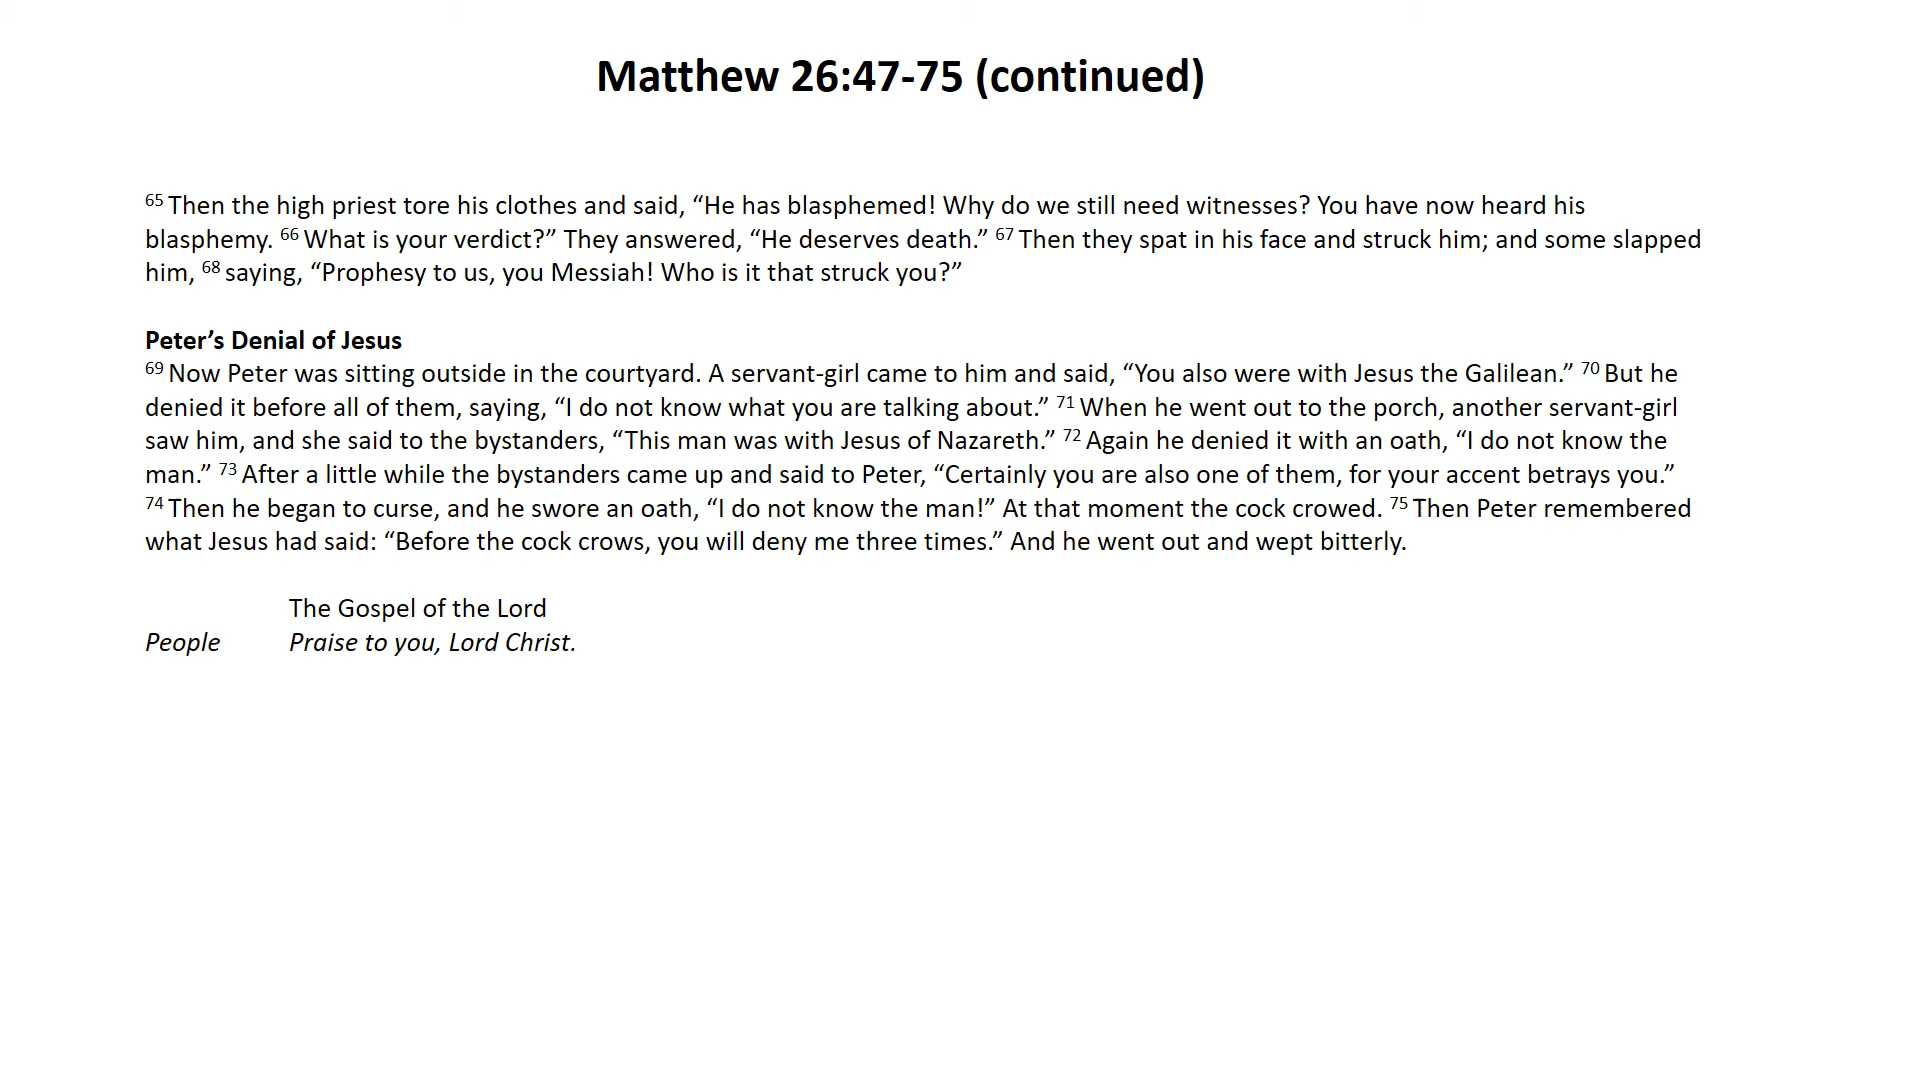 Matthew 26:47-75 (continued)
65 Then the high priest tore his clothes and said, “He has blasphemed! Why do we still need witnesses? You have now heard his
blasphemy. 66 What is your verdict?” They answered, “He deserves death.” 67 Then they spat in his face and struck him; and some slapped
him, 68 saying, “Prophesy to us, you Messiah! Who is it that struck you?”
Peter’s Denial of Jesus
69 Now Peter was sitting outside in the courtyard. A servant-girl came to him and said, “You also were with Jesus the Galilean.” 70 But he
denied it before all of them, saying, “I do not know what you are talking about.” 71 When he went out to the porch, another servant-girl
saw him, and she said to the bystanders, “This man was with Jesus of Nazareth.” 72 Again he denied it with an oath, “I do not know the
man.” 73 After a little while the bystanders came up and said to Peter, “Certainly you are also one of them, for your accent betrays you.”
74 Then he began to curse, and he swore an oath, “I do not know the man!” At that moment the cock crowed. 75 Then Peter remembered
what Jesus had said: “Before the cock crows, you will deny me three times.” And he went out and wept bitterly.
The Gospel of the Lord
People Praise to you, Lord Christ.